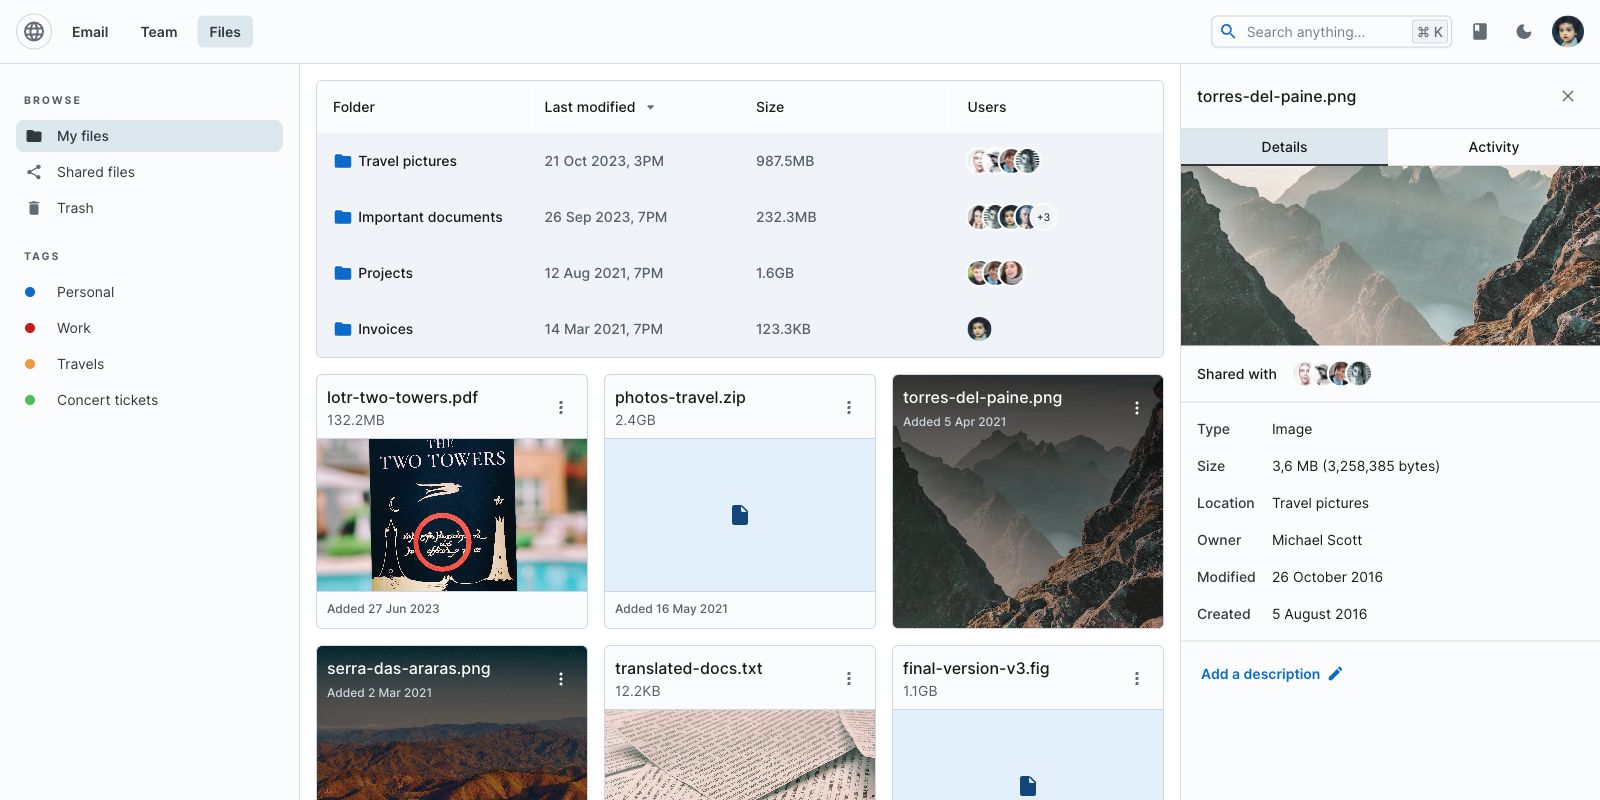 Email
Team
Files
Search anything…
⌘ K
BROWSE
My files
Shared files
Trash
TAGS
Personal
Work
Travels
Concert tickets
Folder Last modified Size Users
Travel pictures 21 Oct 2023, 3PM 987.5MB
Important documents 26 Sep 2023, 7PM 232.3MB +3
Projects 12 Aug 2021, 7PM 1.6GB
Invoices 14 Mar 2021, 7PM 123.3KB
lotr-two-towers.pdf
132.2MB
THE
TWO TOWERS
Added 27 Jun 2023
photos-travel.zip
2.4GB
Added 16 May 2021
torres-del-paine.png
Added 5 Apr 2021
serra-das-araras.png
Added 2 Mar 2021
translated-docs.txt
12.2KB
final-version-v3.fig
1.1GB
torres-del-paine.png
Details
Activity
Shared with
Type Image
Size 3,6 MB (3,258,385 bytes)
Location Travel pictures
Owner Michael Scott
Modified 26 October 2016
Created 5 August 2016
Add a description